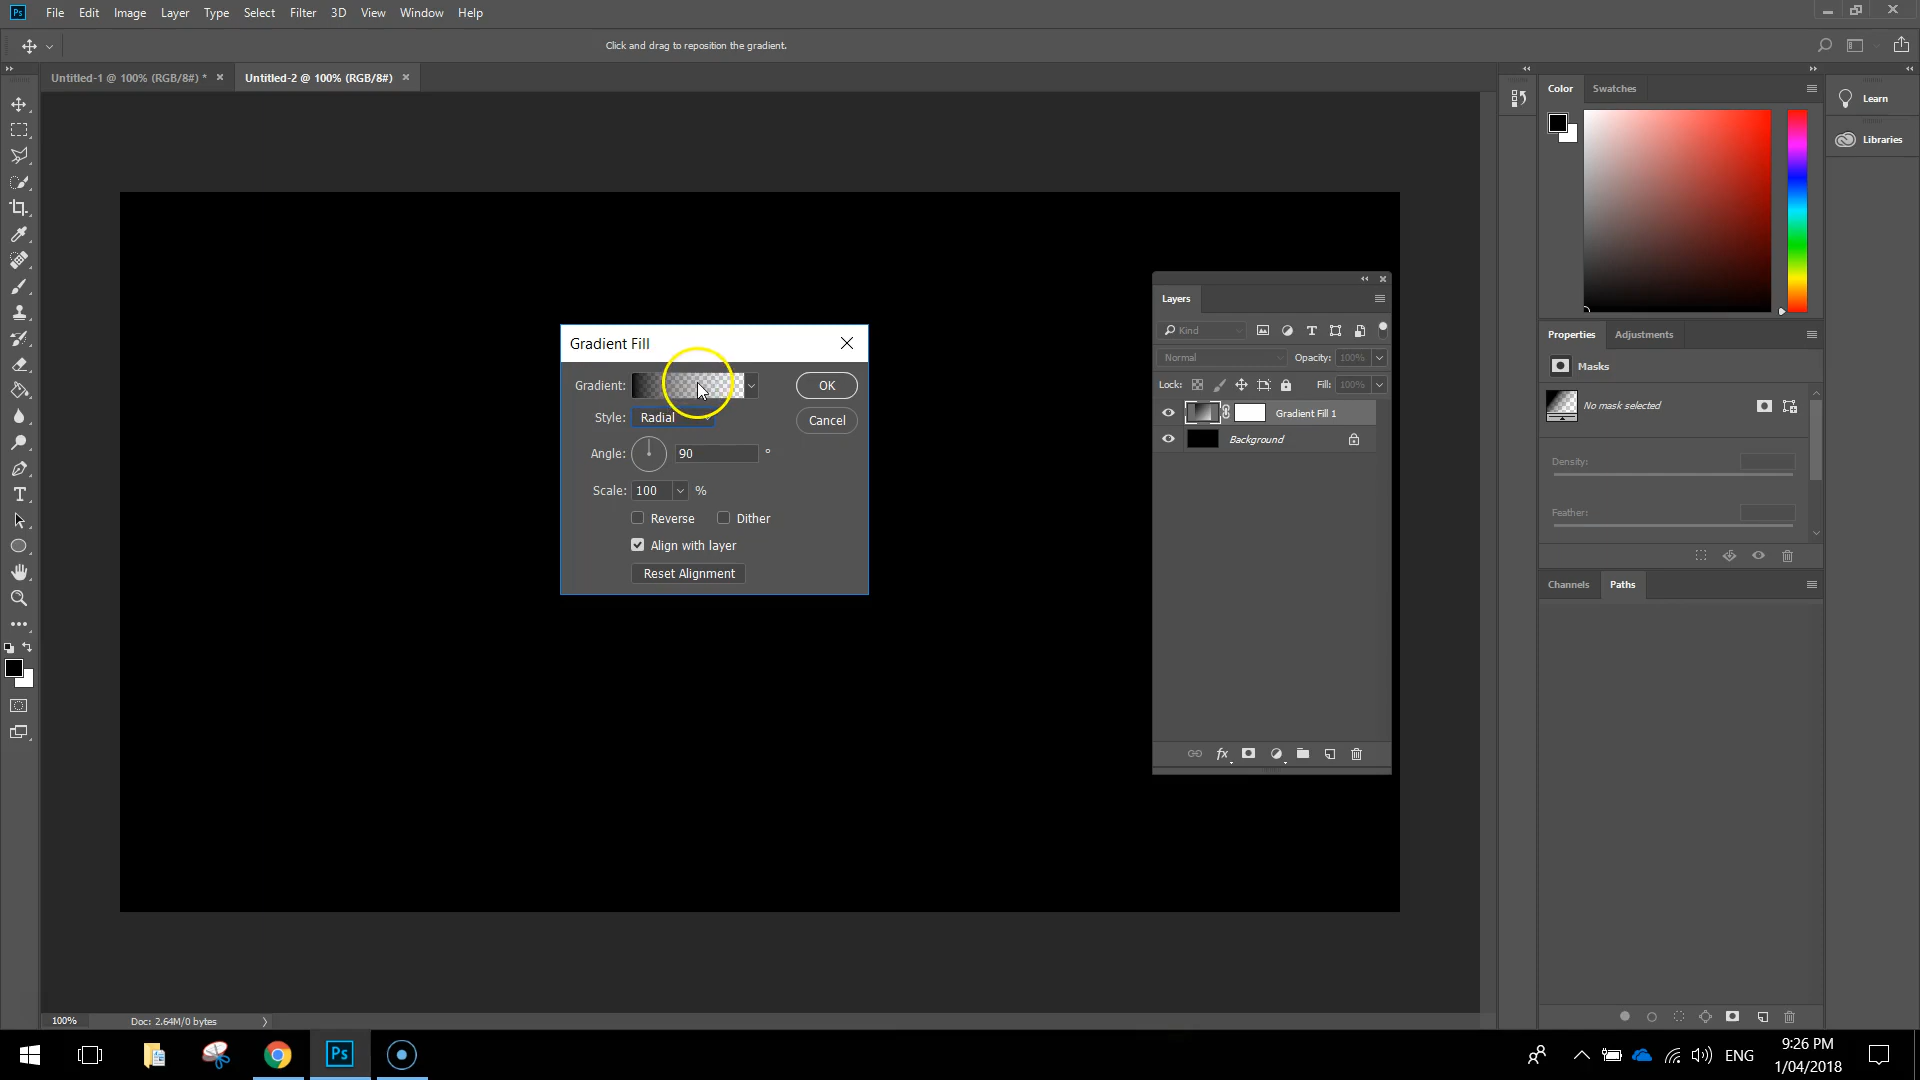 Ps File Edit Image Layer Type Select Filter 3D View Window Help
Click and drag to reposition the gradient.
Untitled-1 @ 100% (RGB/8#) * × Untitled-2 @ 100% (RGB/8#) ×
Color Swatches
Learn
Libraries
Layers
Kind
Normal Opacity: 100%
Lock: Fill: 100%
Gradient Fill 1
Background
Gradient Fill
Gradient: OK
Style: Radial Cancel
Angle: 90 °
Scale: 100 %
Reverse Dither
Align with layer
Reset Alignment
Properties Adjustments
Masks
No mask selected
Density:
Feather:
Channels Paths
100% Doc: 2.64M/0 bytes
Ps
ENG
9:26 PM
1/04/2018